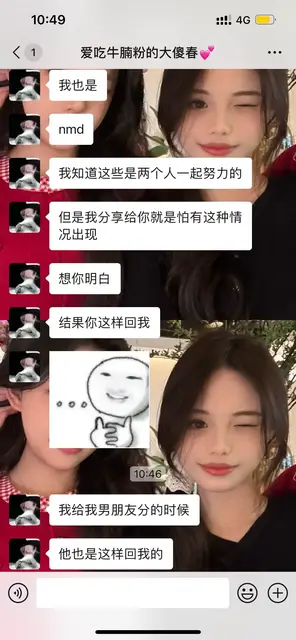 10:49
4G
1
爱吃牛腩粉的大傻春💕
我也是
nmd
我知道这些是两个人一起努力的
但是我分享给你就是怕有这种情
况出现
想你明白
结果你这样回我
10:46
我给我男朋友分的时候
他也是这样回我的